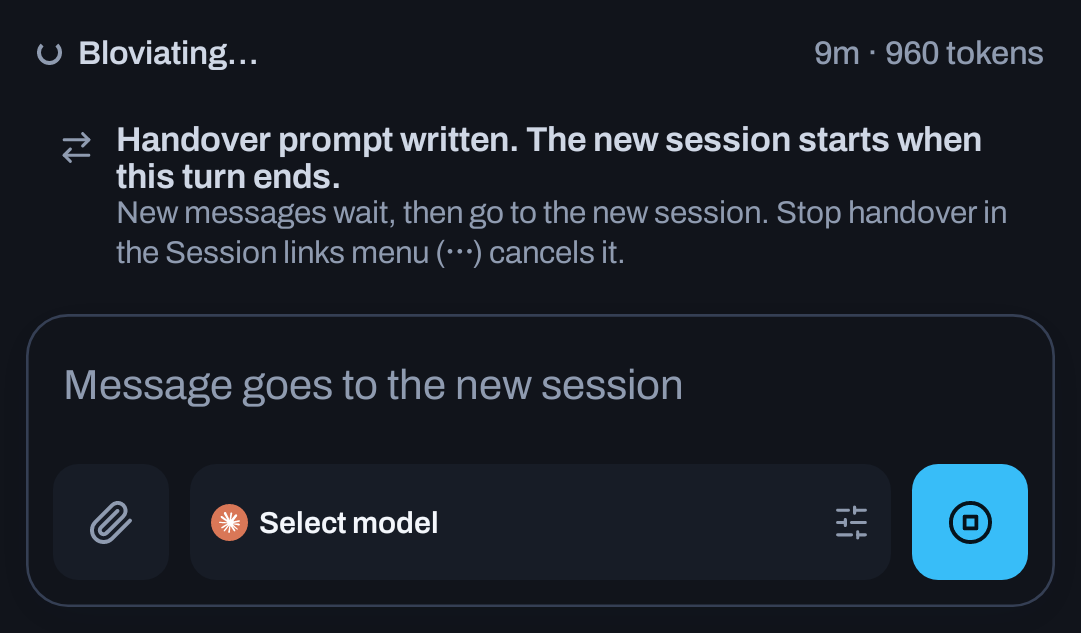 Bloviating...
9m · 960 tokens
Handover prompt written. The new session starts when
this turn ends.
New messages wait, then go to the new session. Stop handover in
the Session links menu (···) cancels it.
Message goes to the new session
Select model